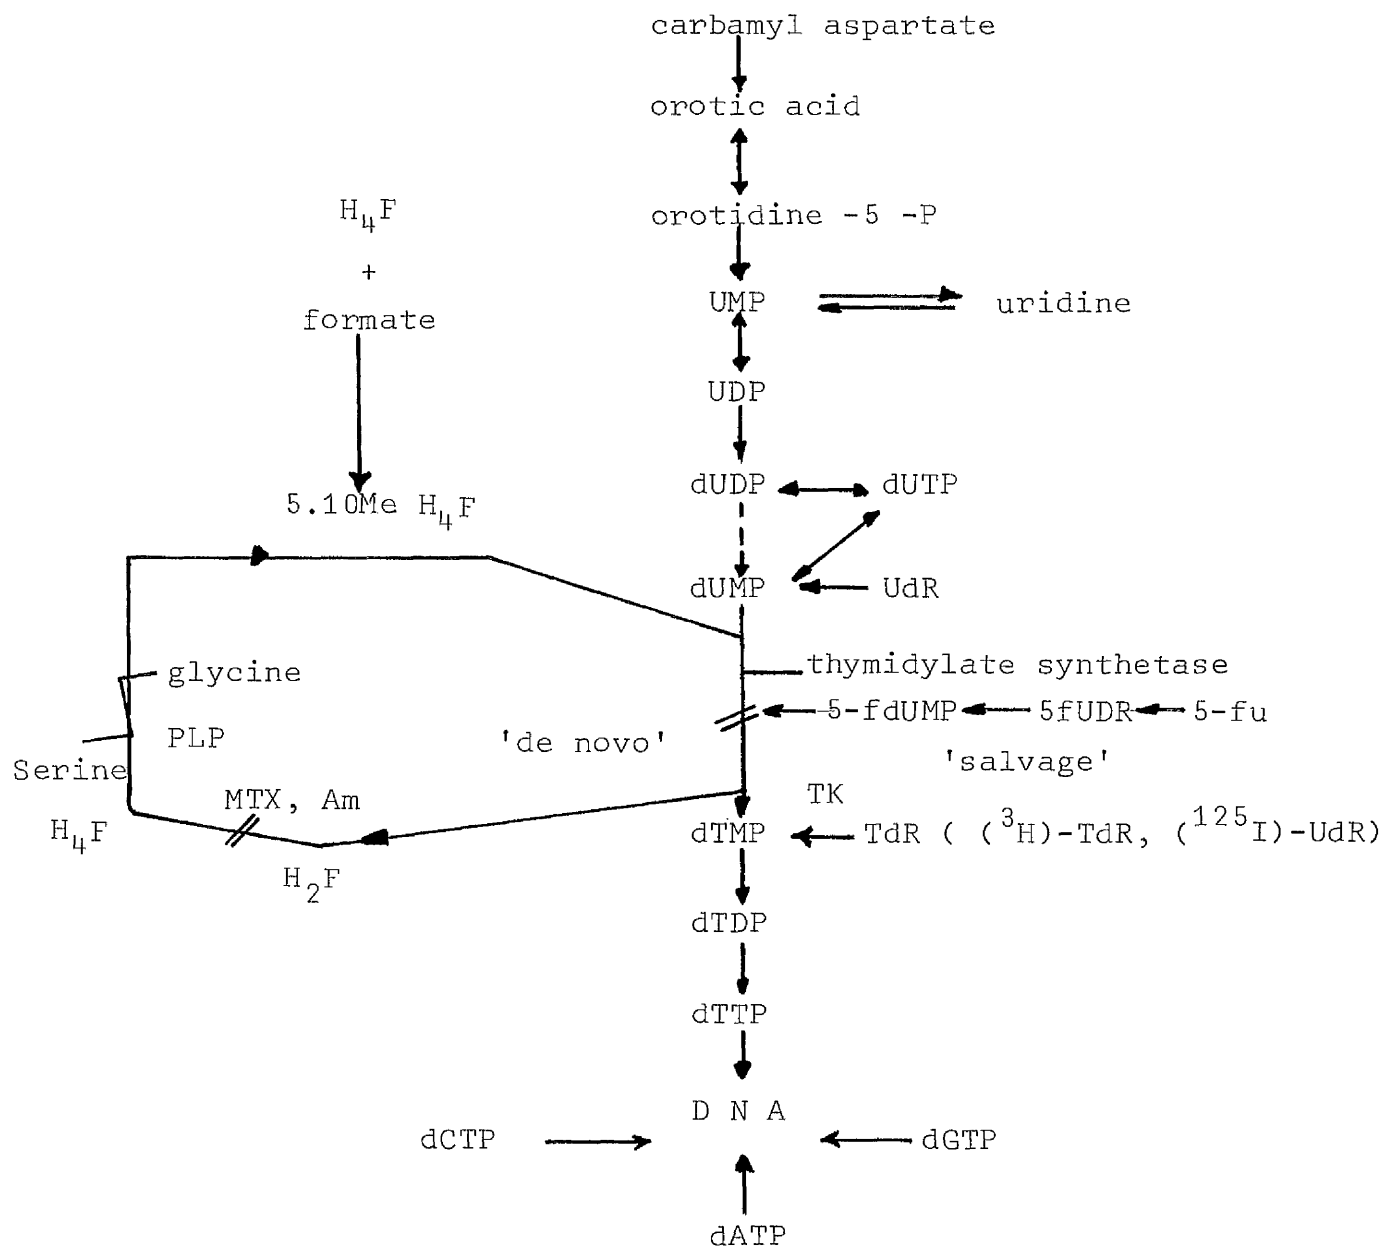 carbamyl aspartate
orotic acid
H₄F
orotidine -5 -P
+
formate
UMP
uridine
UDP
5.10Me H₄F
dUDP
dUTP
dUMP
UdR
glycine
thymidylate synthetase
PLP
5-fdUMP
5fUDR
5-fu
Serine
'de novo'
'salvage'
MTX, Am
TK
H₄F
dTMP
TdR ( (³H)-TdR, (¹²⁵I)-UdR)
H₂F
dTDP
dTTP
D N A
dCTP
dGTP
dATP